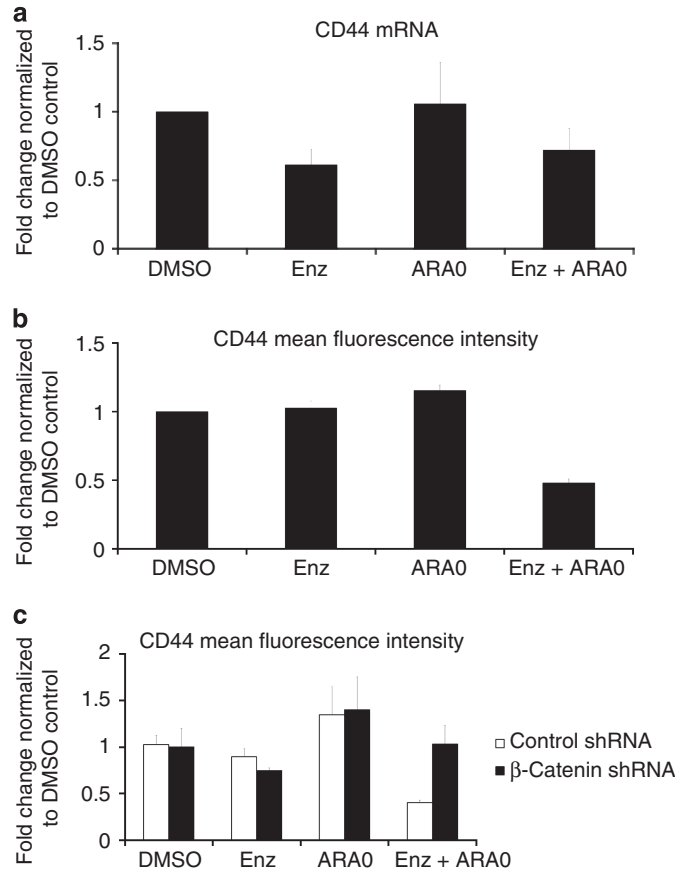 a
CD44 mRNA
Fold change normalized
to DMSO control
1.5
1
0.5
0
DMSO Enz ARA0 Enz + ARA0
b
CD44 mean fluorescence intensity
Fold change normalized
to DMSO control
1.5
1
0.5
0
DMSO Enz ARA0 Enz + ARA0
c
CD44 mean fluorescence intensity
Fold change normalized
to DMSO control
2
1.5
1
0.5
0
DMSO Enz ARA0 Enz + ARA0
Control shRNA
β-Catenin shRNA